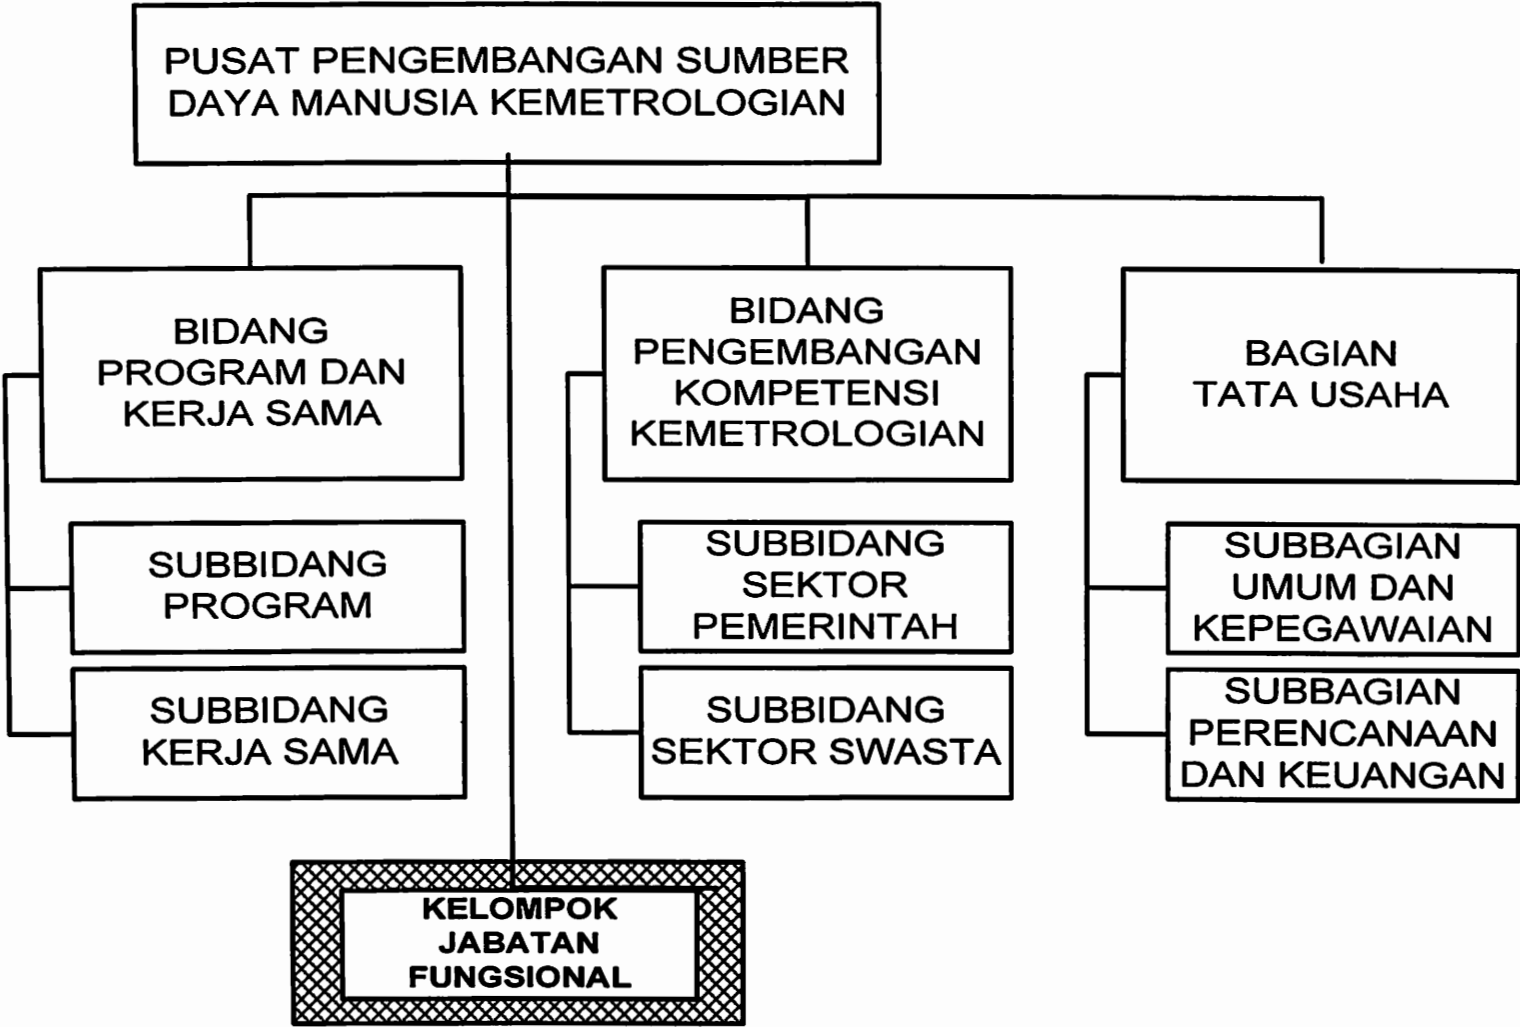 PUSAT PENGEMBANGAN SUMBER
DAYA MANUSIA KEMETROLOGIAN
BIDANG
PROGRAM DAN
KERJA SAMA
SUBBIDANG
PROGRAM
SUBBIDANG
KERJA SAMA
BIDANG
PENGEMBANGAN
KOMPETENSI
KEMETROLOGIAN
SUBBIDANG
SEKTOR
PEMERINTAH
SUBBIDANG
SEKTOR SWASTA
BAGIAN
TATA USAHA
SUBBAGIAN
UMUM DAN
KEPEGAWAIAN
SUBBAGIAN
PERENCANAAN
DAN KEUANGAN
KELOMPOK
JABATAN
FUNGSIONAL